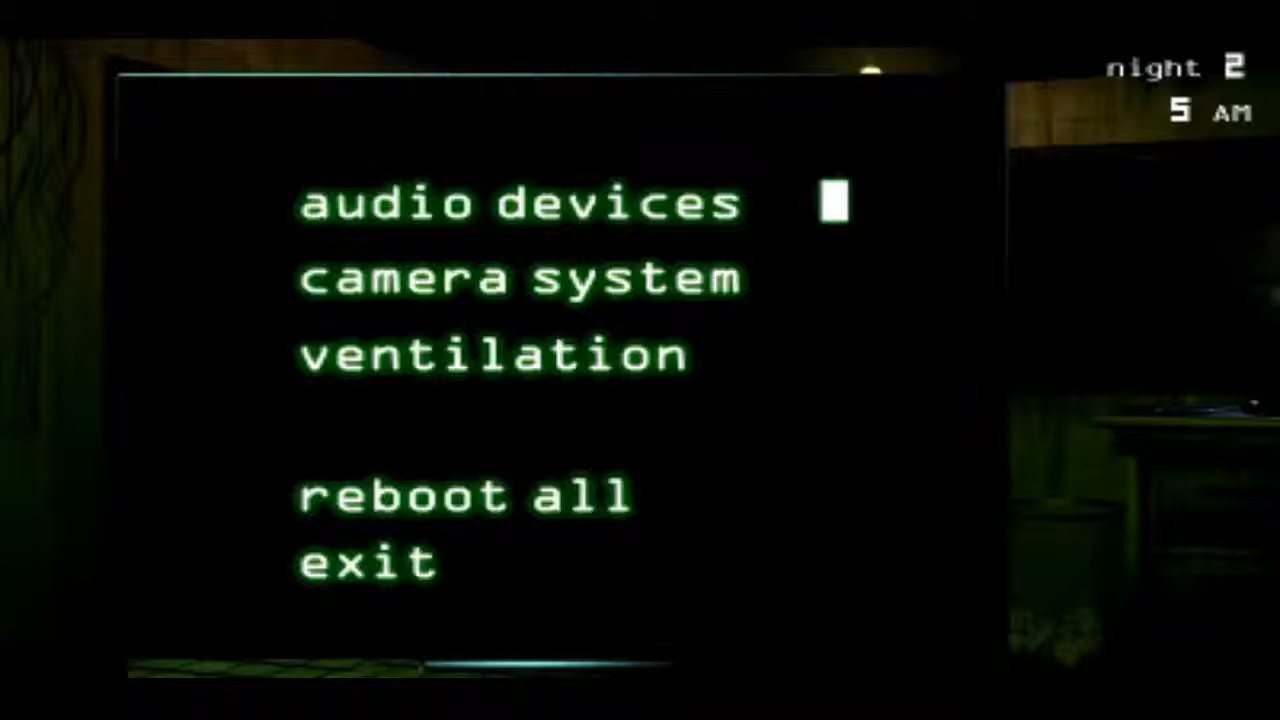 night 2
5 AM
audio devices
camera system
ventilation
reboot all
exit